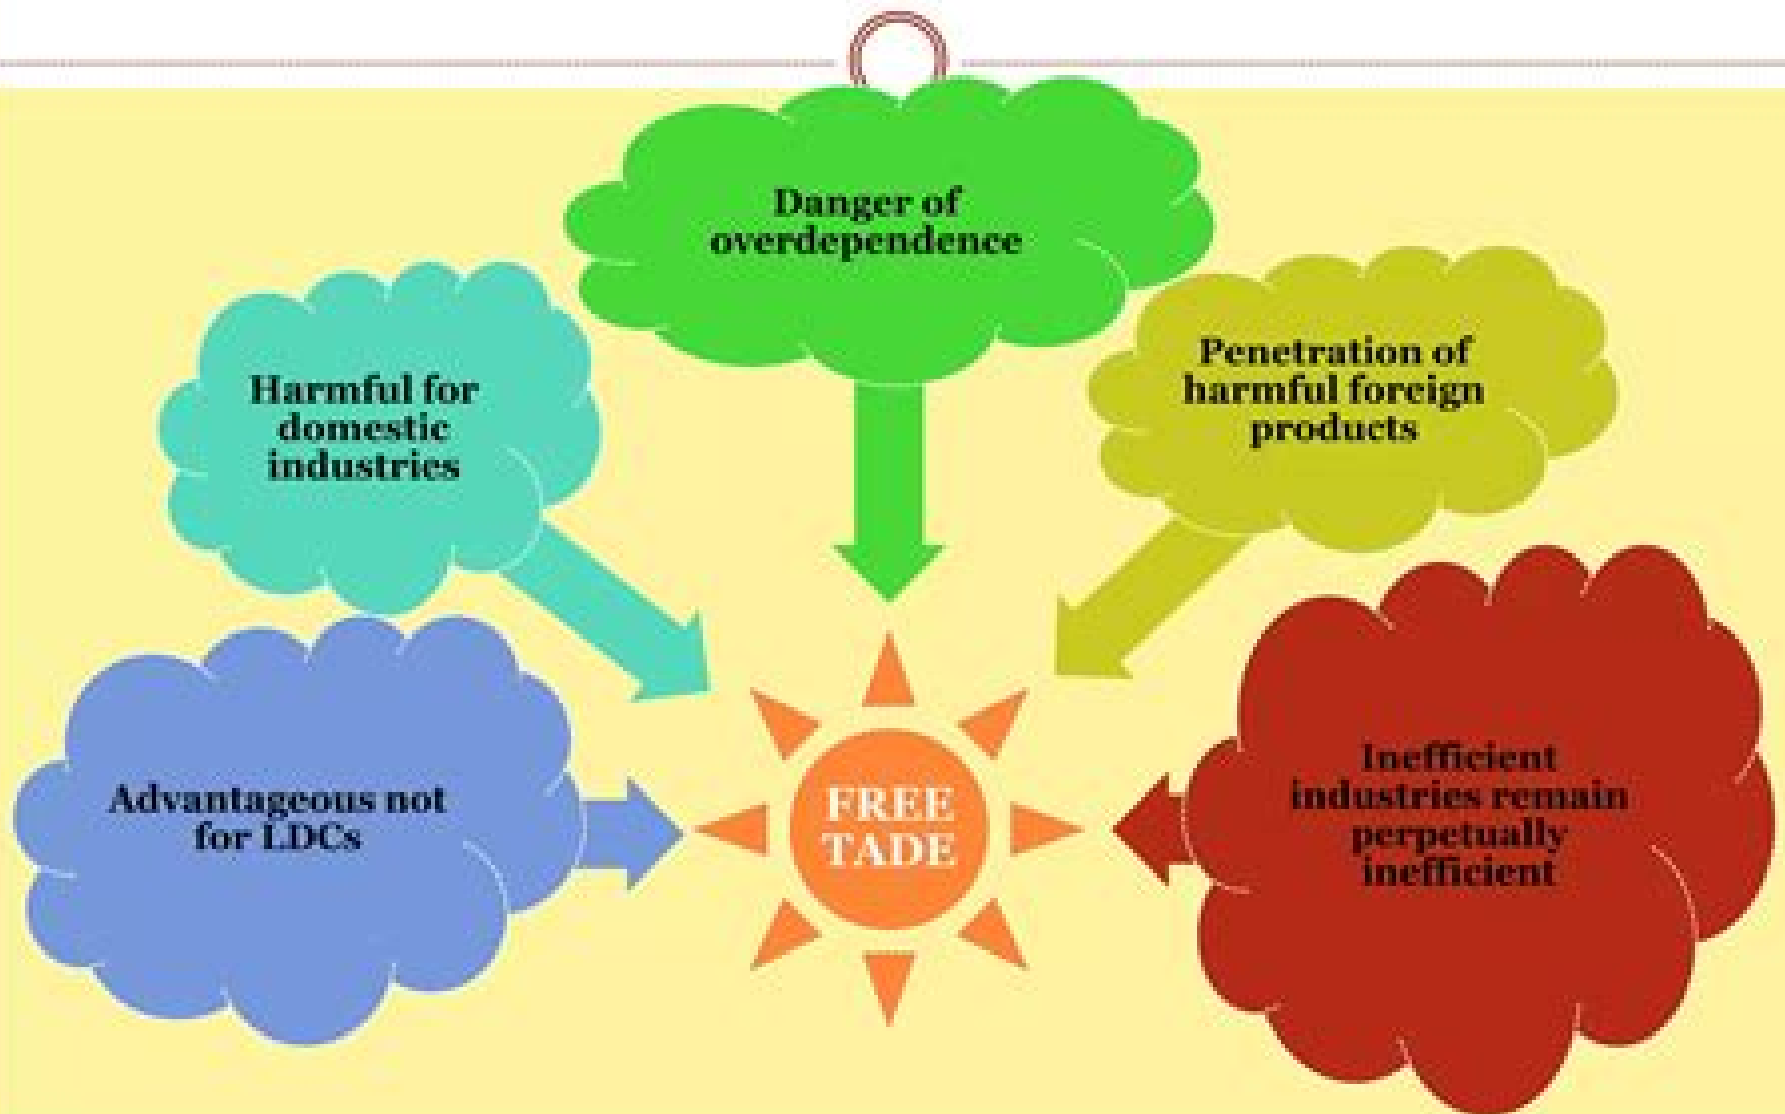 Danger of
overdependence
Harmful for
domestic
industries
Penetration of
harmful foreign
products
Advantageous not
for LDCs
FREE
TADE
Inefficient
industries remain
perpetually
inefficient